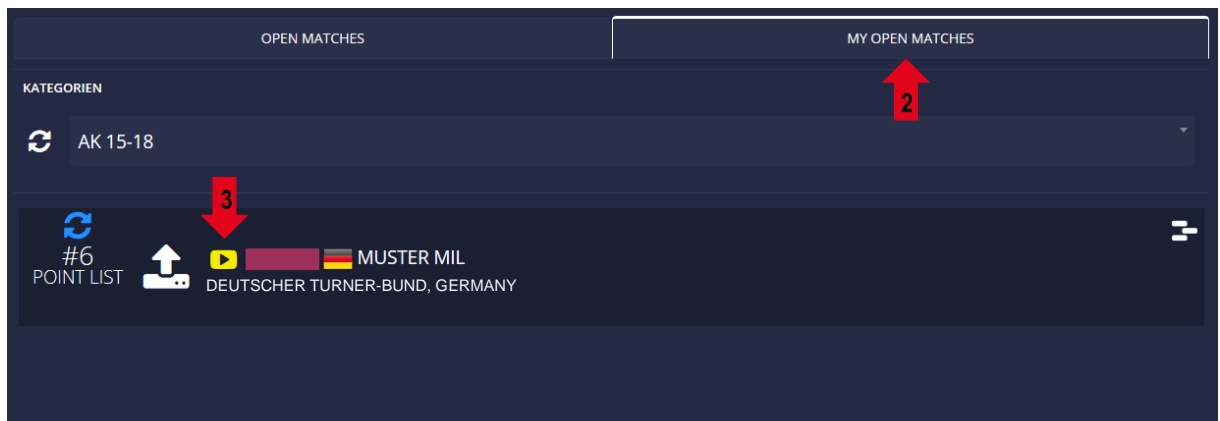 OPEN MATCHES
MY OPEN MATCHES
2
KATEGORIEN
AK 15-18
3
#6
POINT LIST
MUSTER MIL
DEUTSCHER TURNER-BUND, GERMANY